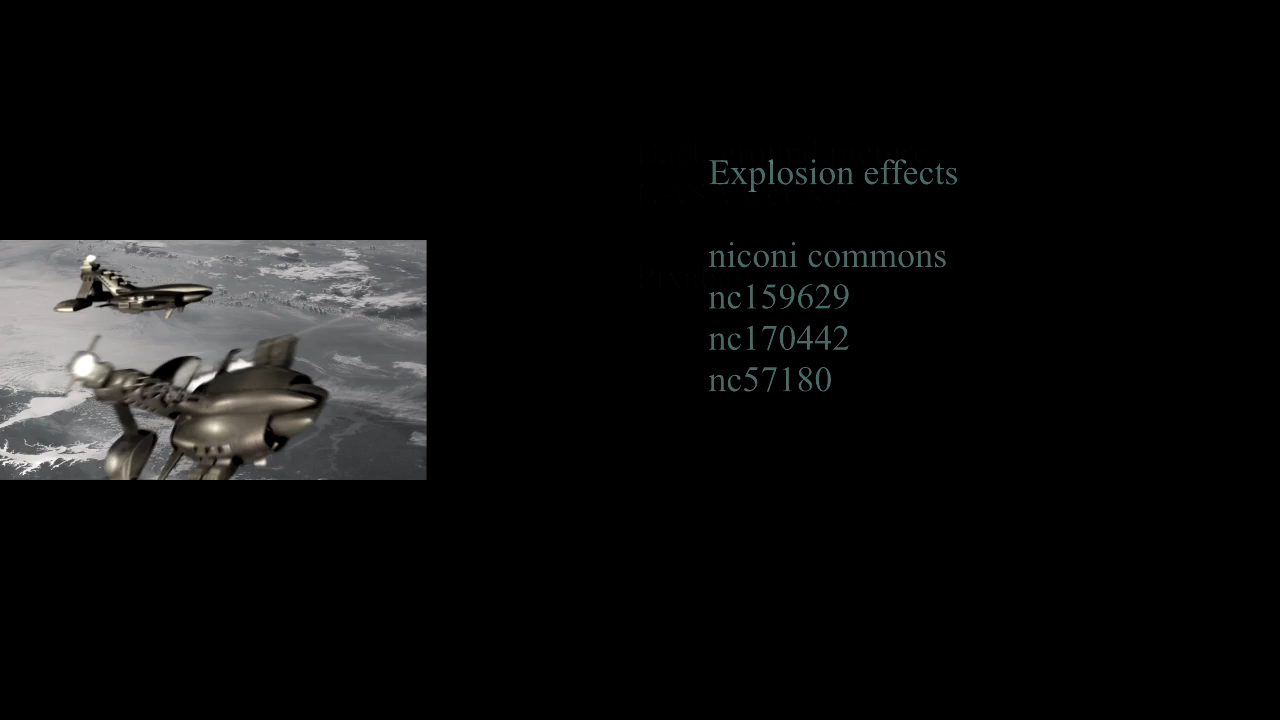 Explosion effects
niconi commons
nc159629
nc170442
nc57180